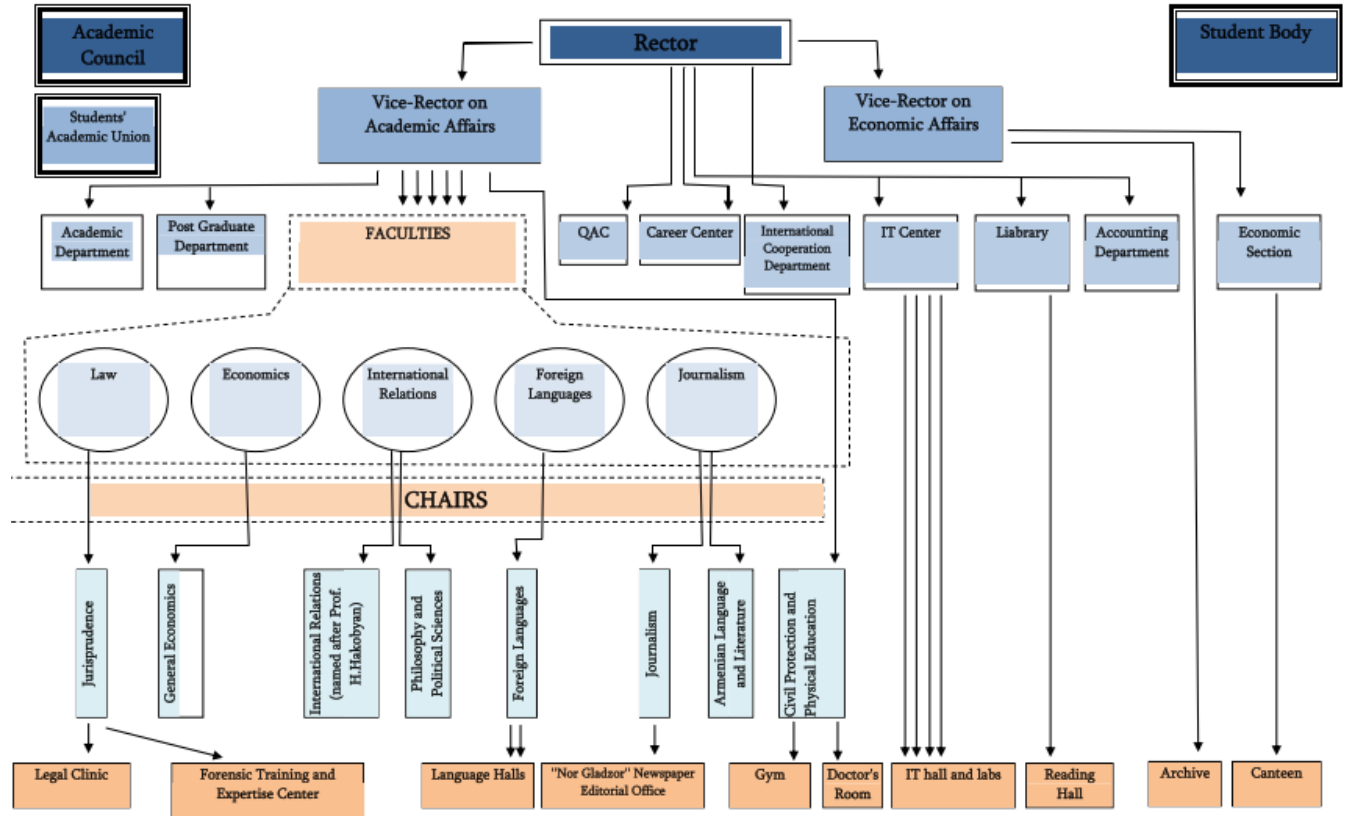 Academic
Council
Rector
Student Body
Students'
Academic Union
Vice-Rector on
Academic Affairs
Vice-Rector on
Economic Affairs
Academic
Department
Post Graduate
Department
FACULTIES
QAC
Career Center
International
Cooperation
Department
IT Center
Liabrary
Accounting
Department
Economic
Section
Law
Economics
International
Relations
Foreign
Languages
Journalism
CHAIRS
Jurisprudence
General Economics
International Relations
(named after Prof.
H.Hakobyan)
Philosophy and
Political Sciences
Foreign Languages
Journalism
Armenian Language
and Literature
Civil Protection and
Physical Education
Legal Clinic
Forensic Training and
Expertise Center
Language Halls
"Nor Gladzor" Newspaper
Editorial Office
Gym
Doctor's
Room
IT hall and labs
Reading
Hall
Archive
Canteen